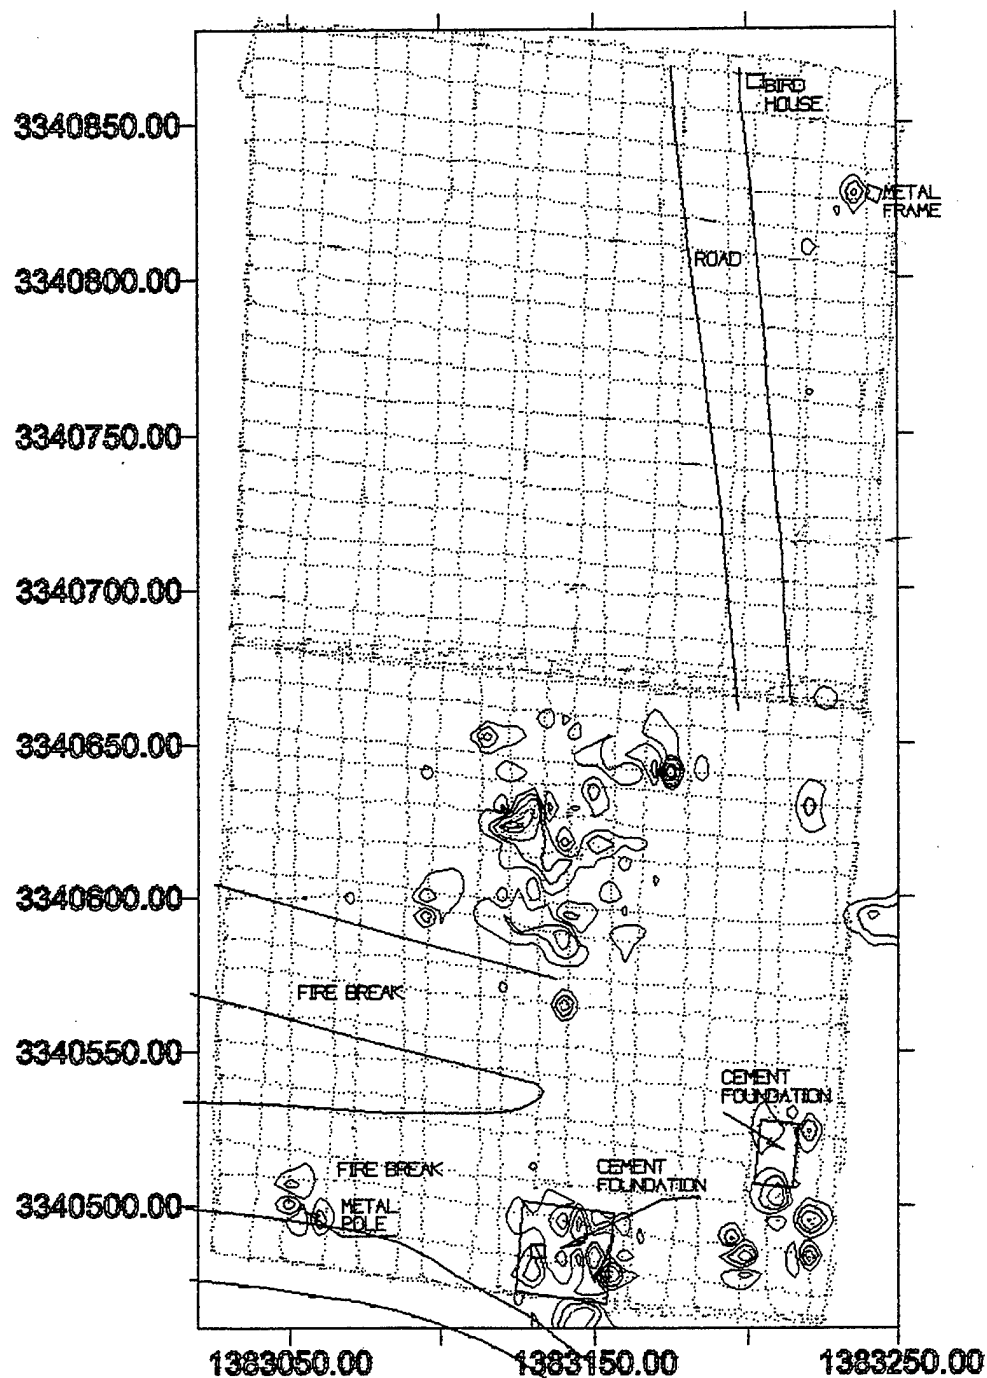 BIRD
HOUSE
3340850.00
METAL
FRAME
ROAD
3340800.00
3340750.00
3340700.00
3340650.00
3340600.00
FIRE BREAK
3340550.00
CEMENT
FOUNDATION
FIRE BREAK
CEMENT
FOUNDATION
3340500.00
METAL
POLE
1383050.00
1383150.00
1383250.00